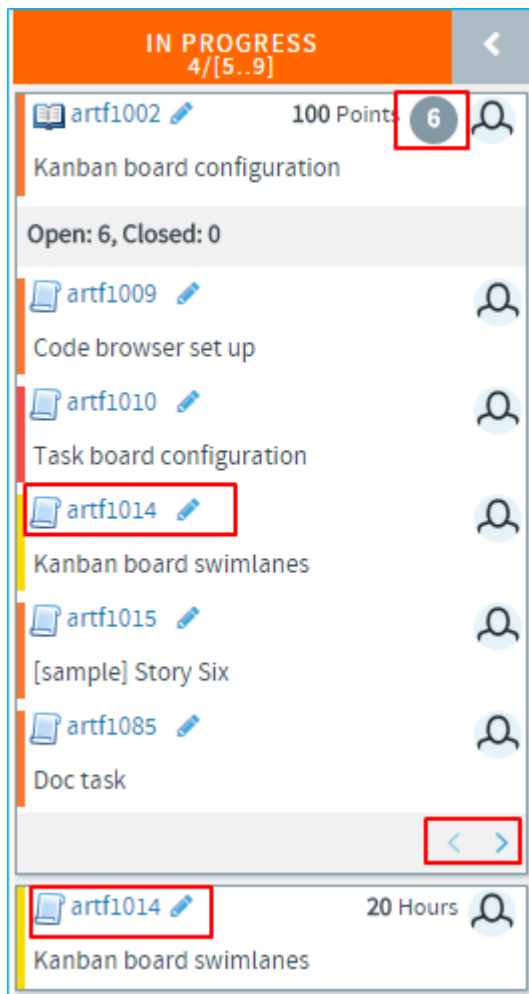 IN PROGRESS
4/[5..9]
artf1002 100 Points 6
Kanban board configuration
Open: 6, Closed: 0
artf1009
Code browser set up
artf1010
Task board configuration
artf1014
Kanban board swimlanes
artf1015
[sample] Story Six
artf1085
Doc task
artf1014 20 Hours
Kanban board swimlanes